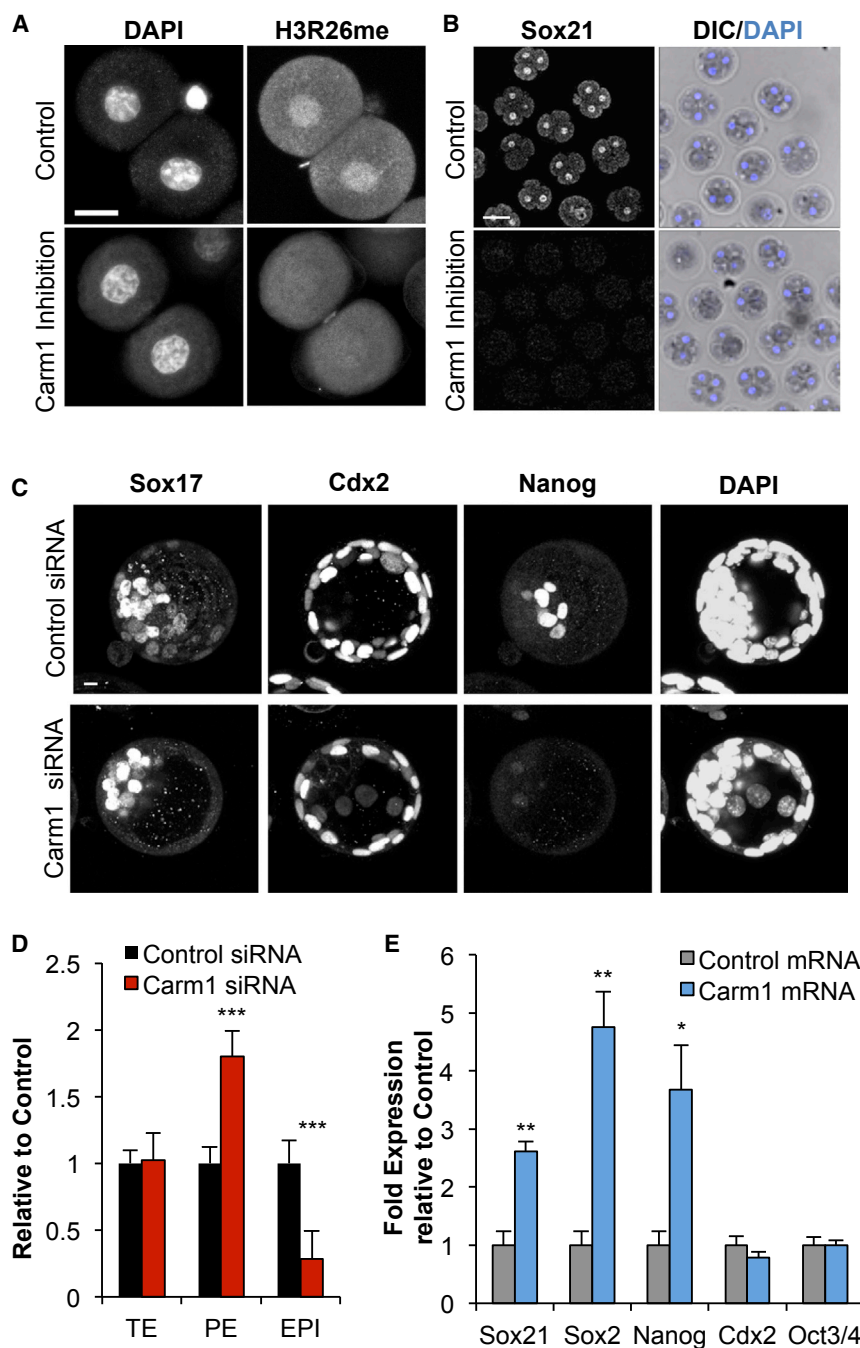 A
DAPI
H3R26me
Control
Carm1 Inhibition
B
Sox21
DIC/DAPI
Control
Carm1 Inhibition
C
Sox17
Cdx2
Nanog
DAPI
Control siRNA
Carm1 siRNA
D
Control siRNA
Carm1 siRNA
Relative to Control
2.5
2
1.5
1
0.5
0
***
***
TE
PE
EPI
E
Control mRNA
Carm1 mRNA
Fold Expression
relative to Control
6
5
4
3
2
1
0
**
**
*
Sox21
Sox2
Nanog
Cdx2
Oct3/4